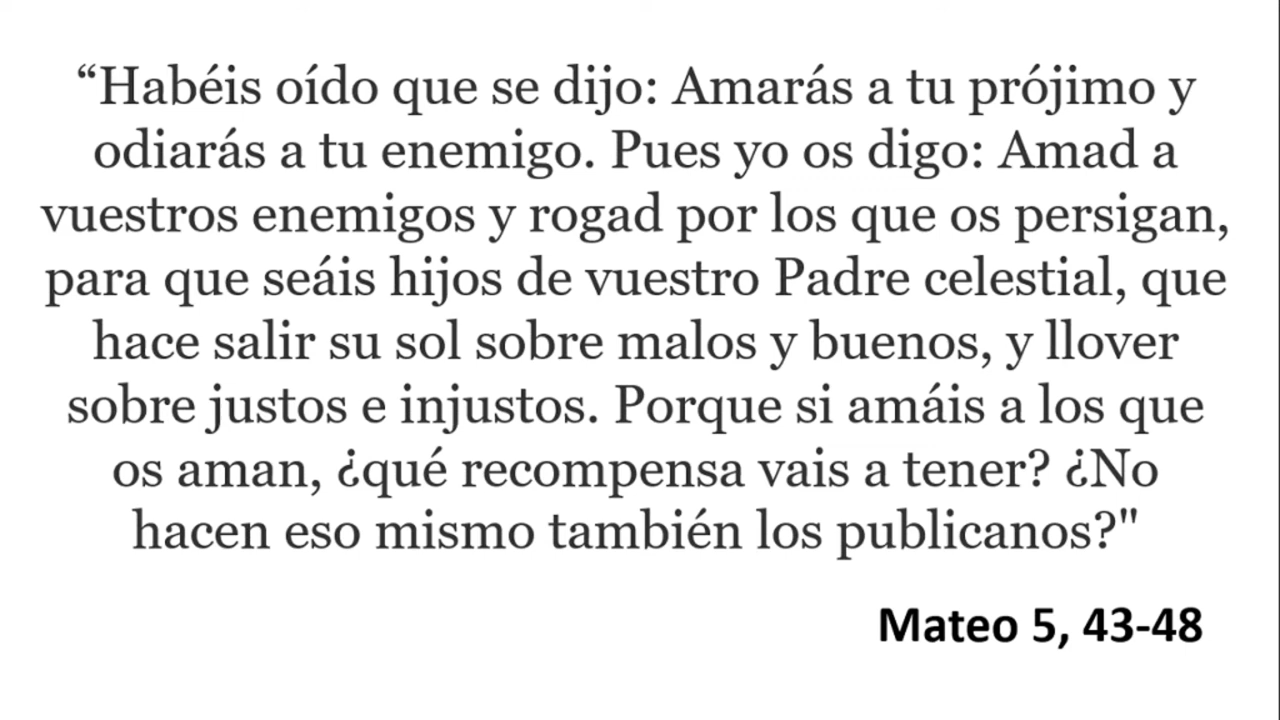 “Habéis oído que se dijo: Amarás a tu prójimo y
odiarás a tu enemigo. Pues yo os digo: Amad a
vuestros enemigos y rogad por los que os persigan,
para que seáis hijos de vuestro Padre celestial, que
hace salir su sol sobre malos y buenos, y llover
sobre justos e injustos. Porque si amáis a los que
os aman, ¿qué recompensa vais a tener? ¿No
hacen eso mismo también los publicanos?"
Mateo 5, 43-48